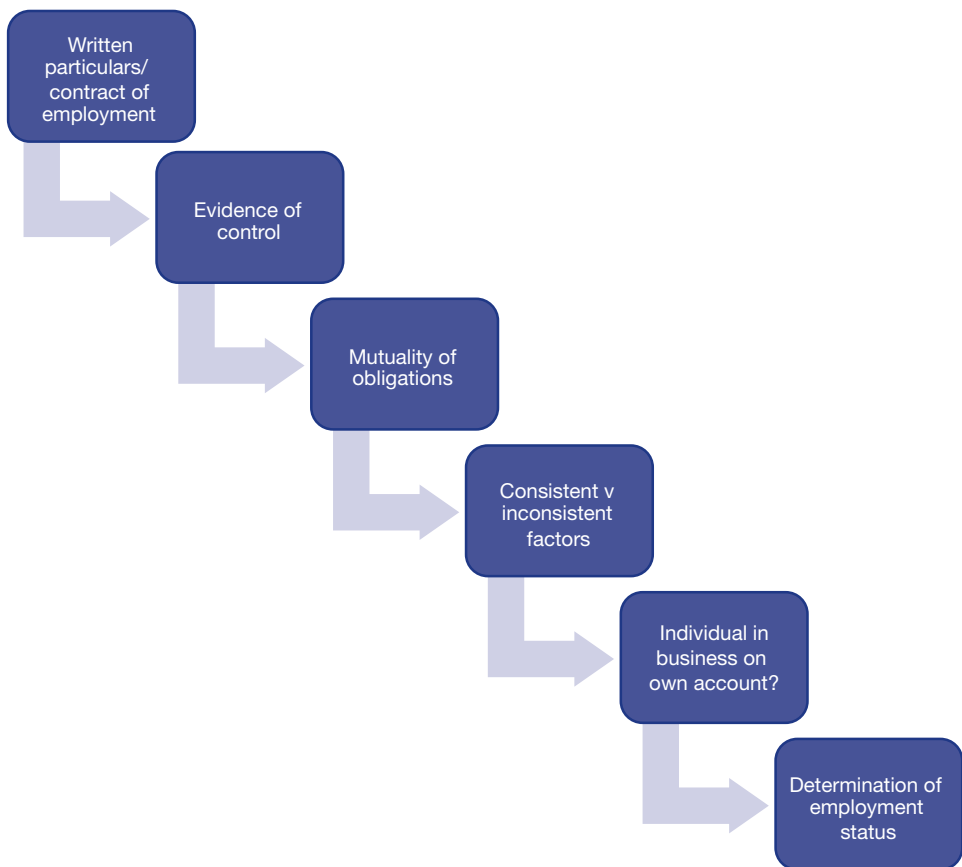 Written
particulars/
contract of
employment
Evidence of
control
Mutuality of
obligations
Consistent v
inconsistent
factors
Individual in
business on
own account?
Determination of
employment
status